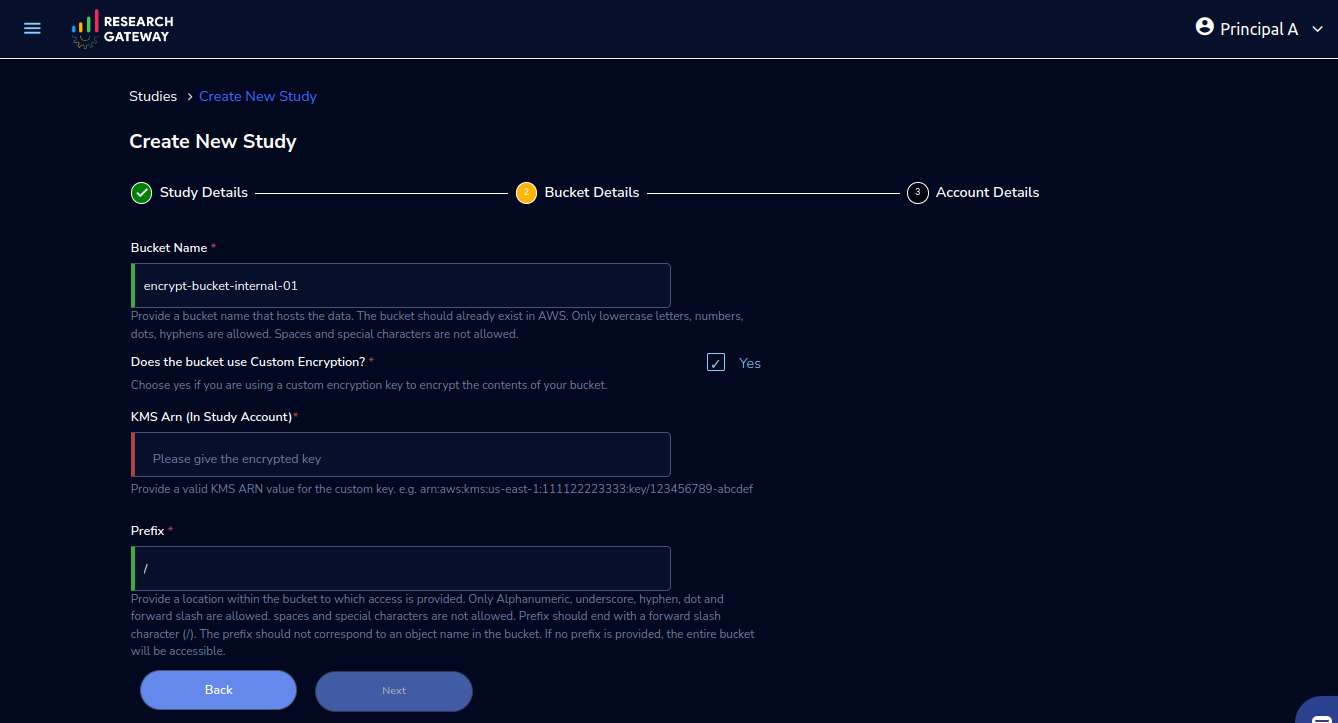 RESEARCH
GATEWAY
Principal A
Studies > Create New Study
Create New Study
Study Details
2 Bucket Details
3 Account Details
Bucket Name *
encrypt-bucket-internal-01
Provide a bucket name that hosts the data. The bucket should already exist in AWS. Only lowercase letters, numbers,
dots, hyphens are allowed. Spaces and special characters are not allowed.
Does the bucket use Custom Encryption? *
Yes
Choose yes if you are using a custom encryption key to encrypt the contents of your bucket.
KMS Arn (In Study Account)*
Please give the encrypted key
Provide a valid KMS ARN value for the custom key. e.g. arn:aws:kms:us-east-1:111122223333:key/123456789-abcdef
Prefix *
/
Provide a location within the bucket to which access is provided. Only Alphanumeric, underscore, hyphen, dot and
forward slash are allowed. spaces and special characters are not allowed. Prefix should end with a forward slash
character (/). The prefix should not correspond to an object name in the bucket. If no prefix is provided, the entire bucket
will be accessible.
Back
Next